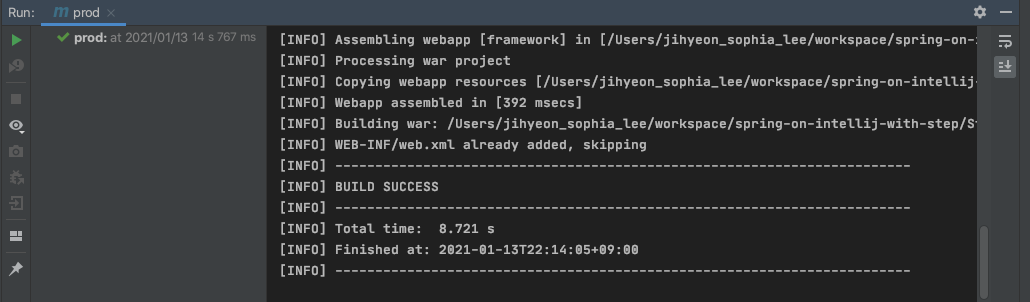 Run: m prod ×
prod: at 2021/01/13 14 s 767 ms
[INFO] Assembling webapp [framework] in [/Users/jihyeon_sophia_lee/workspace/spring-on-
[INFO] Processing war project
[INFO] Copying webapp resources [/Users/jihyeon_sophia_lee/workspace/spring-on-intellij-
[INFO] Webapp assembled in [392 msecs]
[INFO] Building war: /Users/jihyeon_sophia_lee/workspace/spring-on-intellij-with-step/St
[INFO] WEB-INF/web.xml already added, skipping
[INFO] ------------------------------------------------------------------------
[INFO] BUILD SUCCESS
[INFO] ------------------------------------------------------------------------
[INFO] Total time:  8.721 s
[INFO] Finished at: 2021-01-13T22:14:05+09:00
[INFO] ------------------------------------------------------------------------